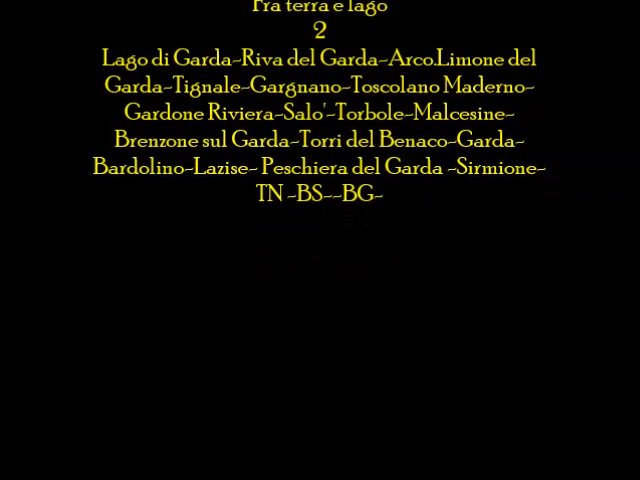 Fra terra e lago
2
Lago di Garda-Riva del Garda-Arco.Limone del
Garda-Tignale-Gargnano-Toscolano Maderno-
Gardone Riviera-Salo'-Torbole-Malcesine-
Brenzone sul Garda-Torri del Benaco-Garda-
Bardolino-Lazise- Peschiera del Garda -Sirmione-
TN -BS--BG-